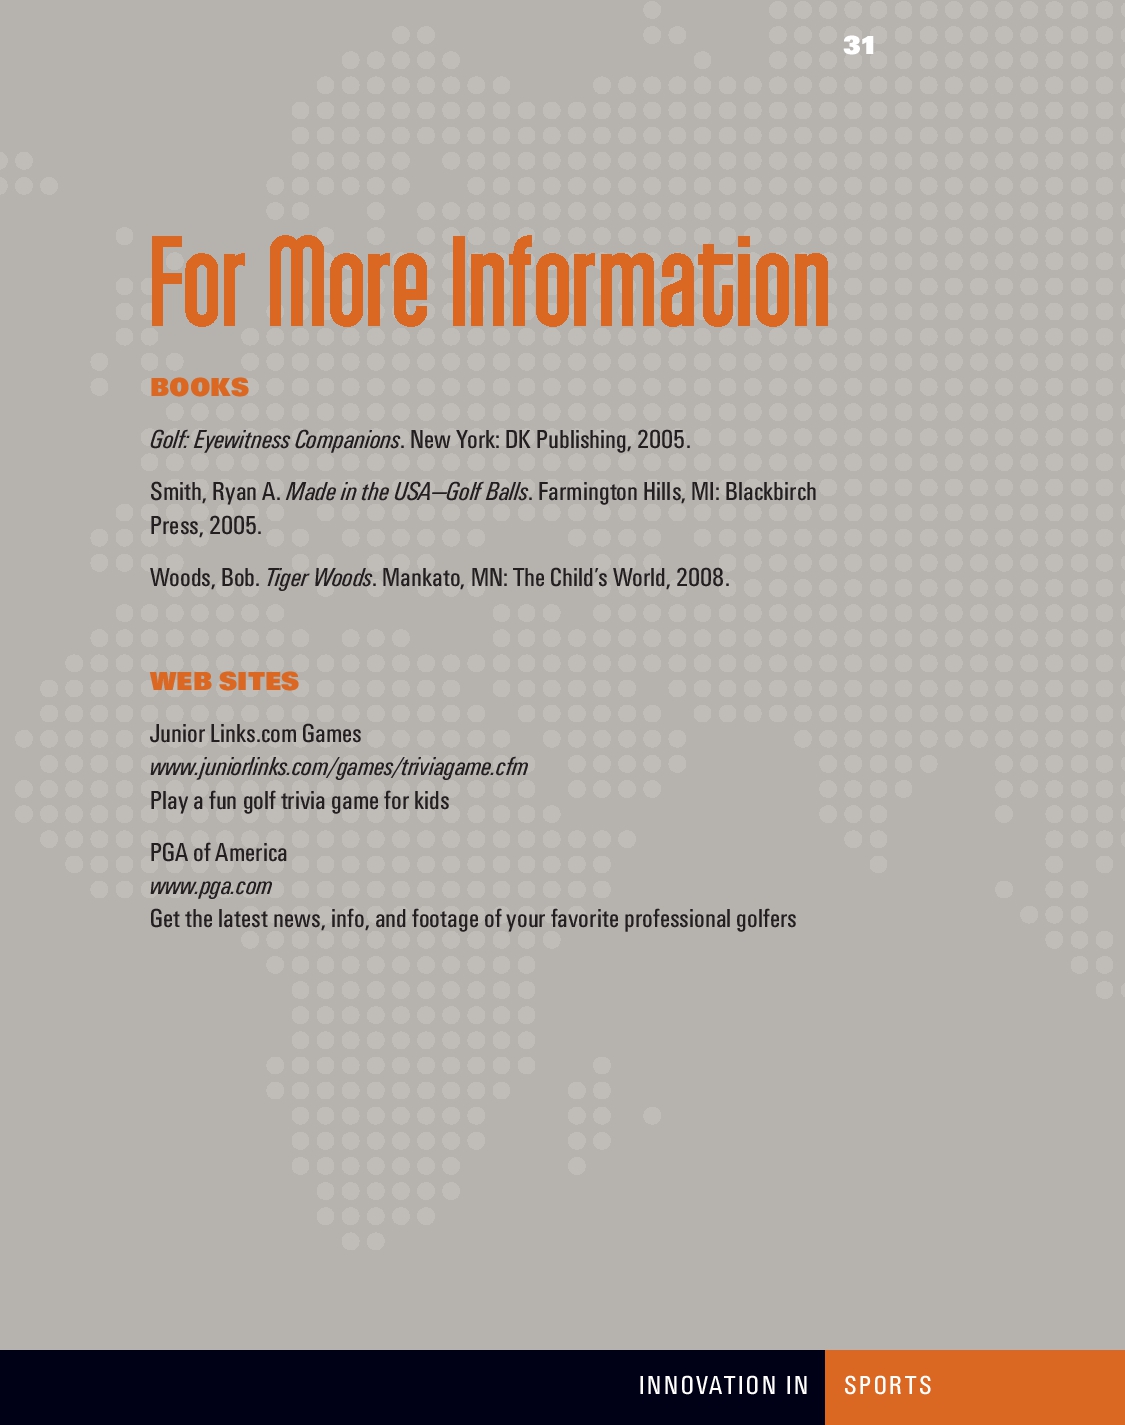 31
For More Information
BOOKS
Golf: Eyewitness Companions. New York: DK Publishing, 2005.
Smith, Ryan A. Made in the USA—Golf Balls. Farmington Hills, MI: Blackbirch
Press, 2005.
Woods, Bob. Tiger Woods. Mankato, MN: The Child’s World, 2008.
WEB SITES
Junior Links.com Games
www.juniorlinks.com/games/triviagame.cfm
Play a fun golf trivia game for kids
PGA of America
www.pga.com
Get the latest news, info, and footage of your favorite professional golfers
INNOVATION IN SPORTS